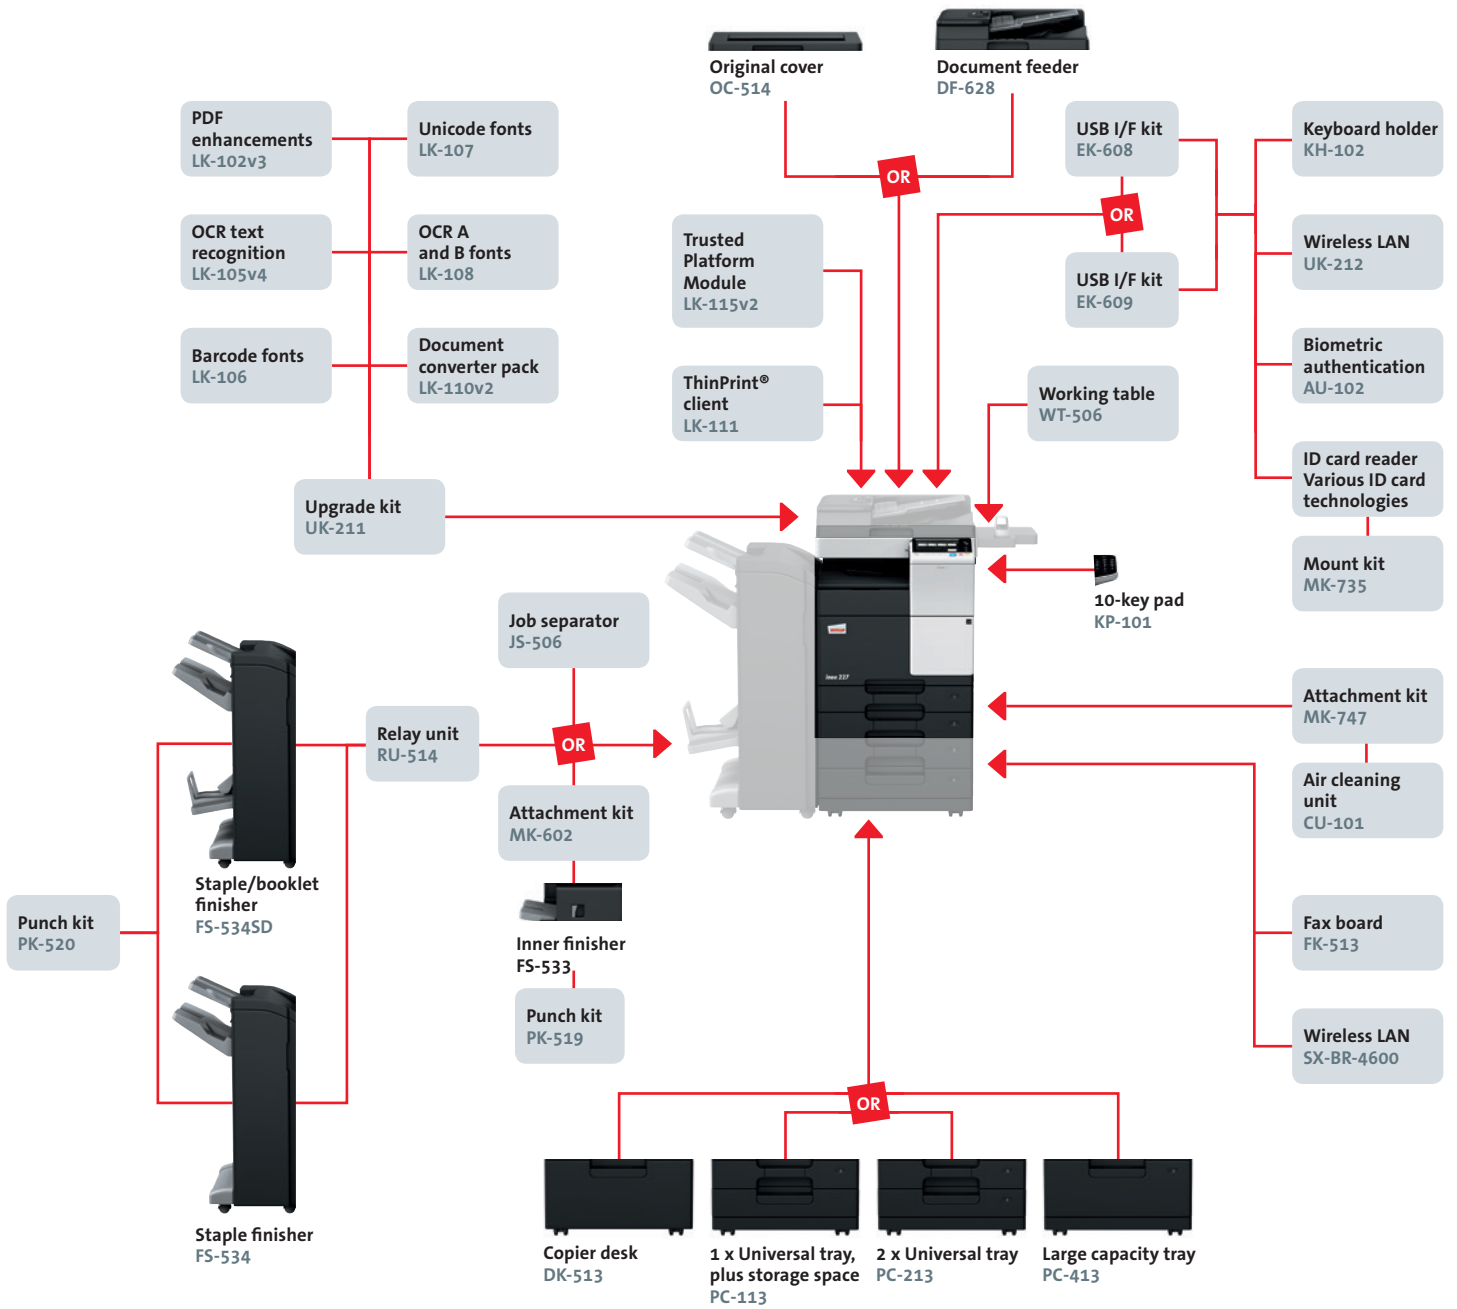 Original cover
OC-514
Document feeder
DF-628
OR
PDF
enhancements
LK-102v3
Unicode fonts
LK-107
OCR text
recognition
LK-105v4
OCR A
and B fonts
LK-108
Barcode fonts
LK-106
Document
converter pack
LK-110v2
Upgrade kit
UK-211
Trusted
Platform
Module
LK-115v2
ThinPrint®
client
LK-111
USB I/F kit
EK-608
OR
USB I/F kit
EK-609
Working table
WT-506
Keyboard holder
KH-102
Wireless LAN
UK-212
Biometric
authentication
AU-102
ID card reader
Various ID card
technologies
Mount kit
MK-735
10-key pad
KP-101
ineo 227
Job separator
JS-506
Relay unit
RU-514
OR
Attachment kit
MK-602
Inner finisher
FS-533
Punch kit
PK-519
Staple/booklet
finisher
FS-534SD
Punch kit
PK-520
Staple finisher
FS-534
Attachment kit
MK-747
Air cleaning
unit
CU-101
Fax board
FK-513
Wireless LAN
SX-BR-4600
OR
Copier desk
DK-513
1 x Universal tray,
plus storage space
PC-113
2 x Universal tray
PC-213
Large capacity tray
PC-413